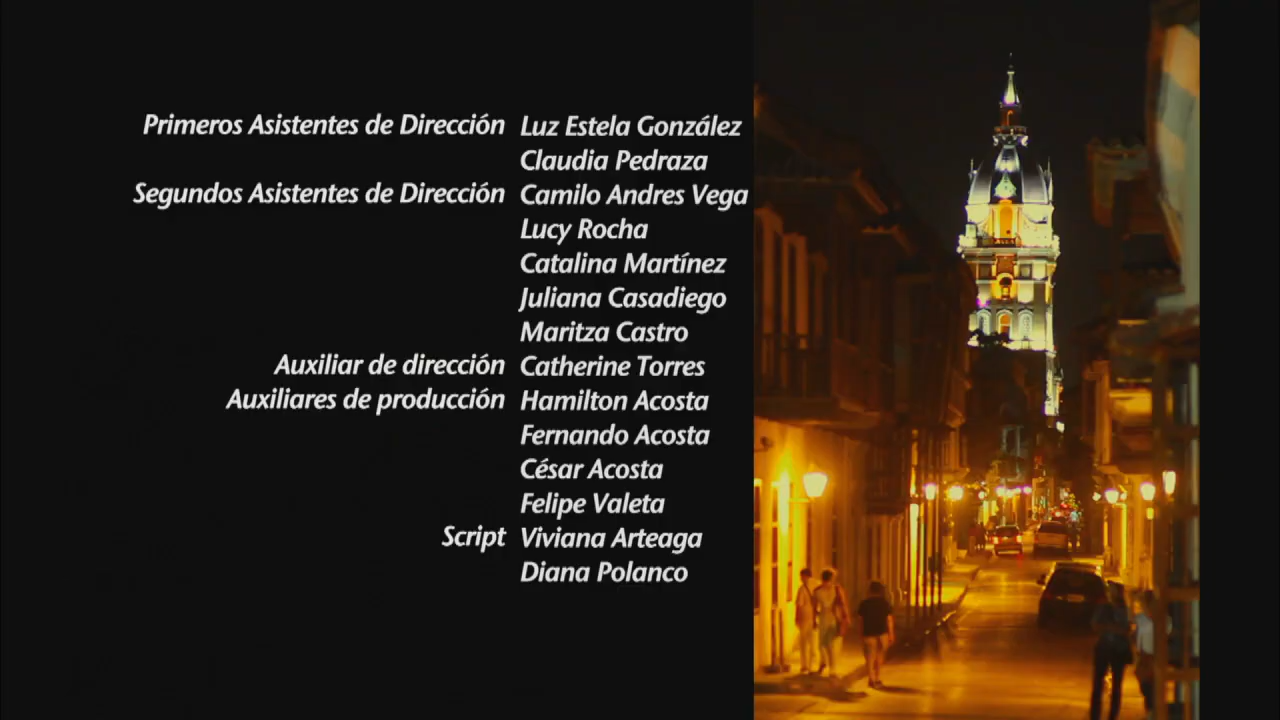 Primeros Asistentes de Dirección Luz Estela González
Claudia Pedraza
Segundos Asistentes de Dirección Camilo Andres Vega
Lucy Rocha
Catalina Martínez
Juliana Casadiego
Maritza Castro
Auxiliar de dirección Catherine Torres
Auxiliares de producción Hamilton Acosta
Fernando Acosta
César Acosta
Felipe Valeta
Script Viviana Arteaga
Diana Polanco